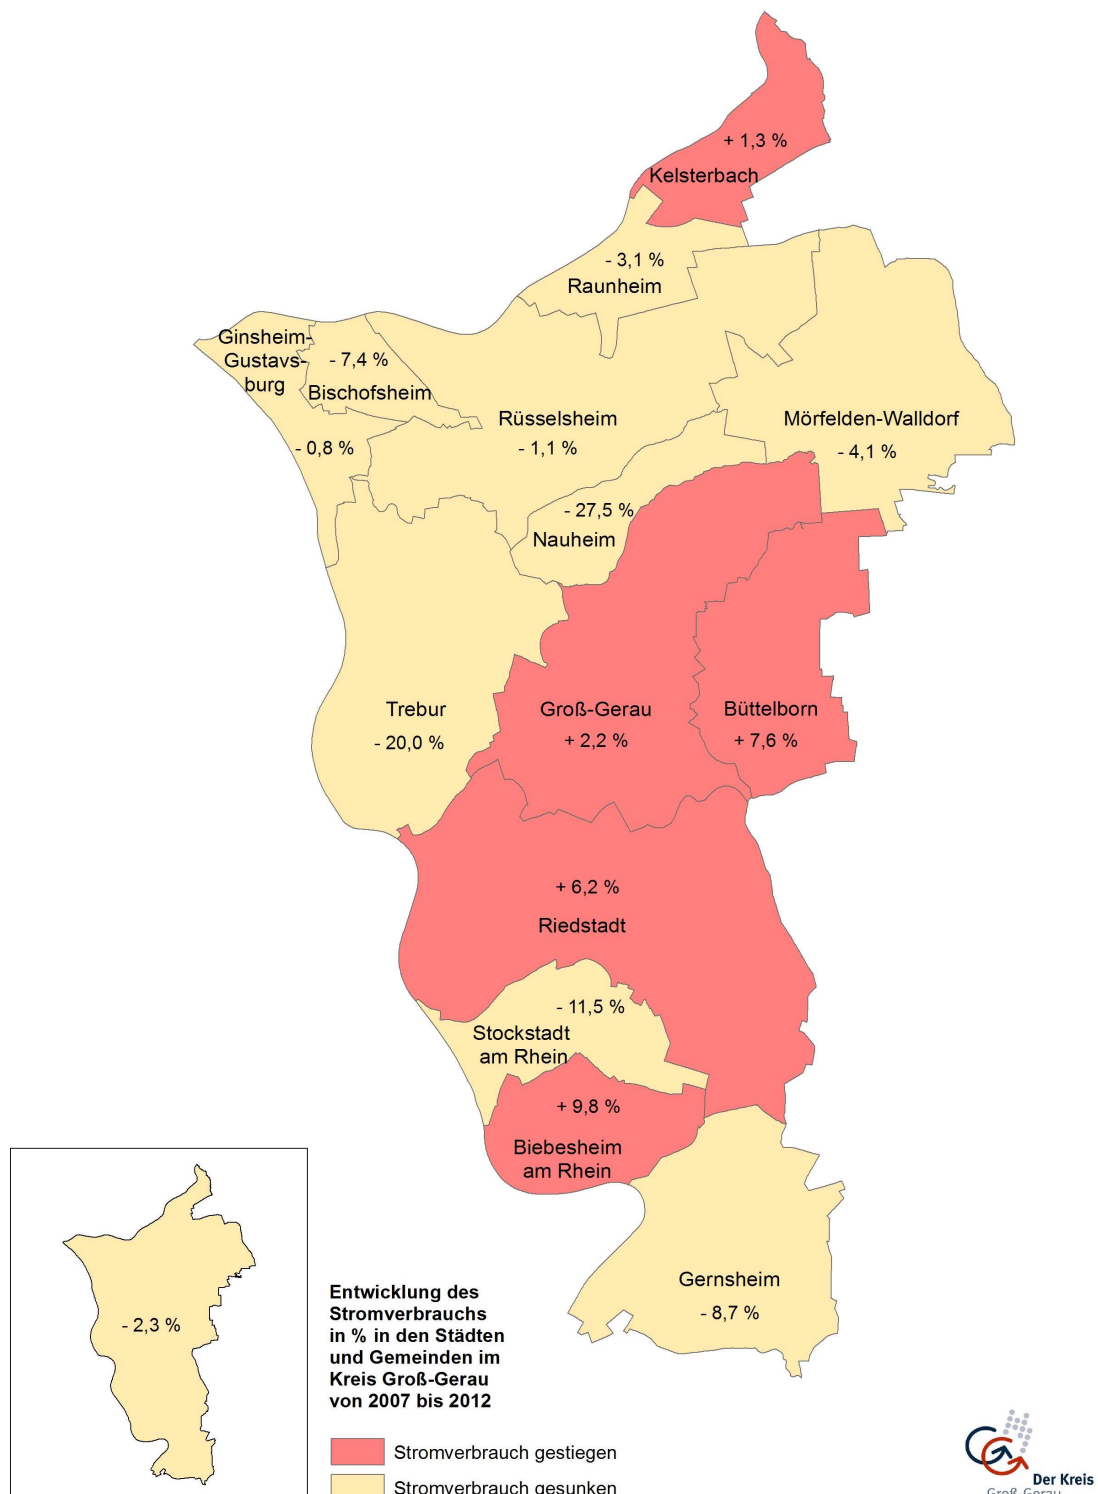 + 1,3 %
Kelsterbach
- 3,1 %
Raunheim
Ginsheim-
Gustavs-
burg
- 0,8 %
- 7,4 %
Bischofsheim
Rüsselsheim
- 1,1 %
Mörfelden-Walldorf
- 4,1 %
- 27,5 %
Nauheim
Trebur
- 20,0 %
Groß-Gerau
+ 2,2 %
Büttelborn
+ 7,6 %
+ 6,2 %
Riedstadt
- 11,5 %
Stockstadt
am Rhein
+ 9,8 %
Biebesheim
am Rhein
Gernsheim
- 8,7 %
- 2,3 %
Entwicklung des
Stromverbrauchs
in % in den Städten
und Gemeinden im
Kreis Groß-Gerau
von 2007 bis 2012
Stromverbrauch gestiegen
Stromverbrauch gesunken
Der Kreis
Groß-Gerau